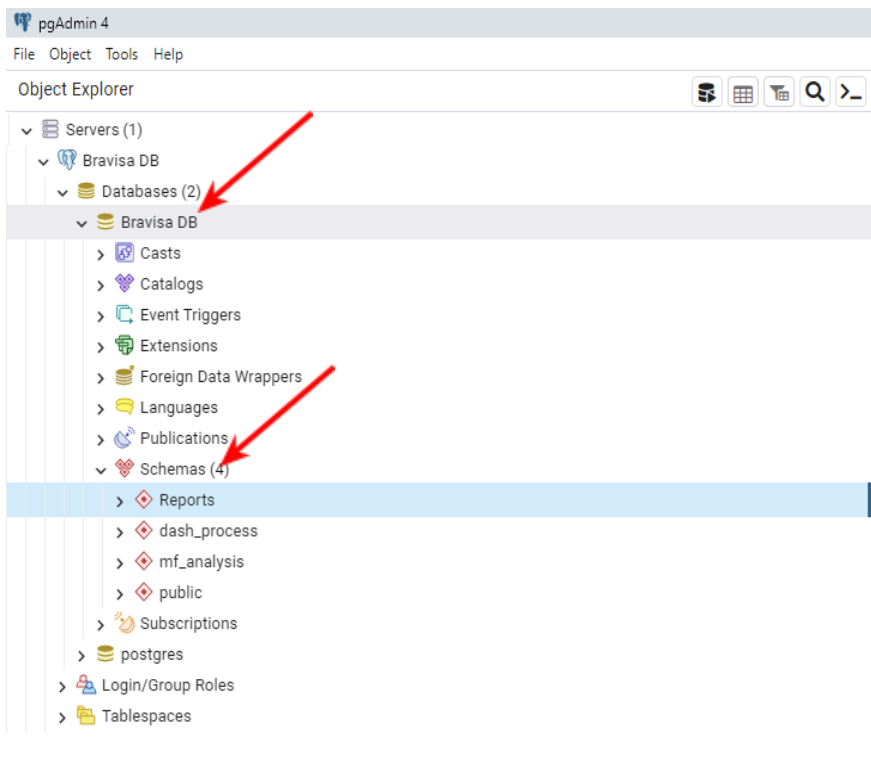 pgAdmin 4
File Object Tools Help
Object Explorer
Servers (1)
Bravisa DB
Databases (2)
Bravisa DB
Casts
Catalogs
Event Triggers
Extensions
Foreign Data Wrappers
Languages
Publications
Schemas (4)
Reports
dash_process
mf_analysis
public
Subscriptions
postgres
Login/Group Roles
Tablespaces